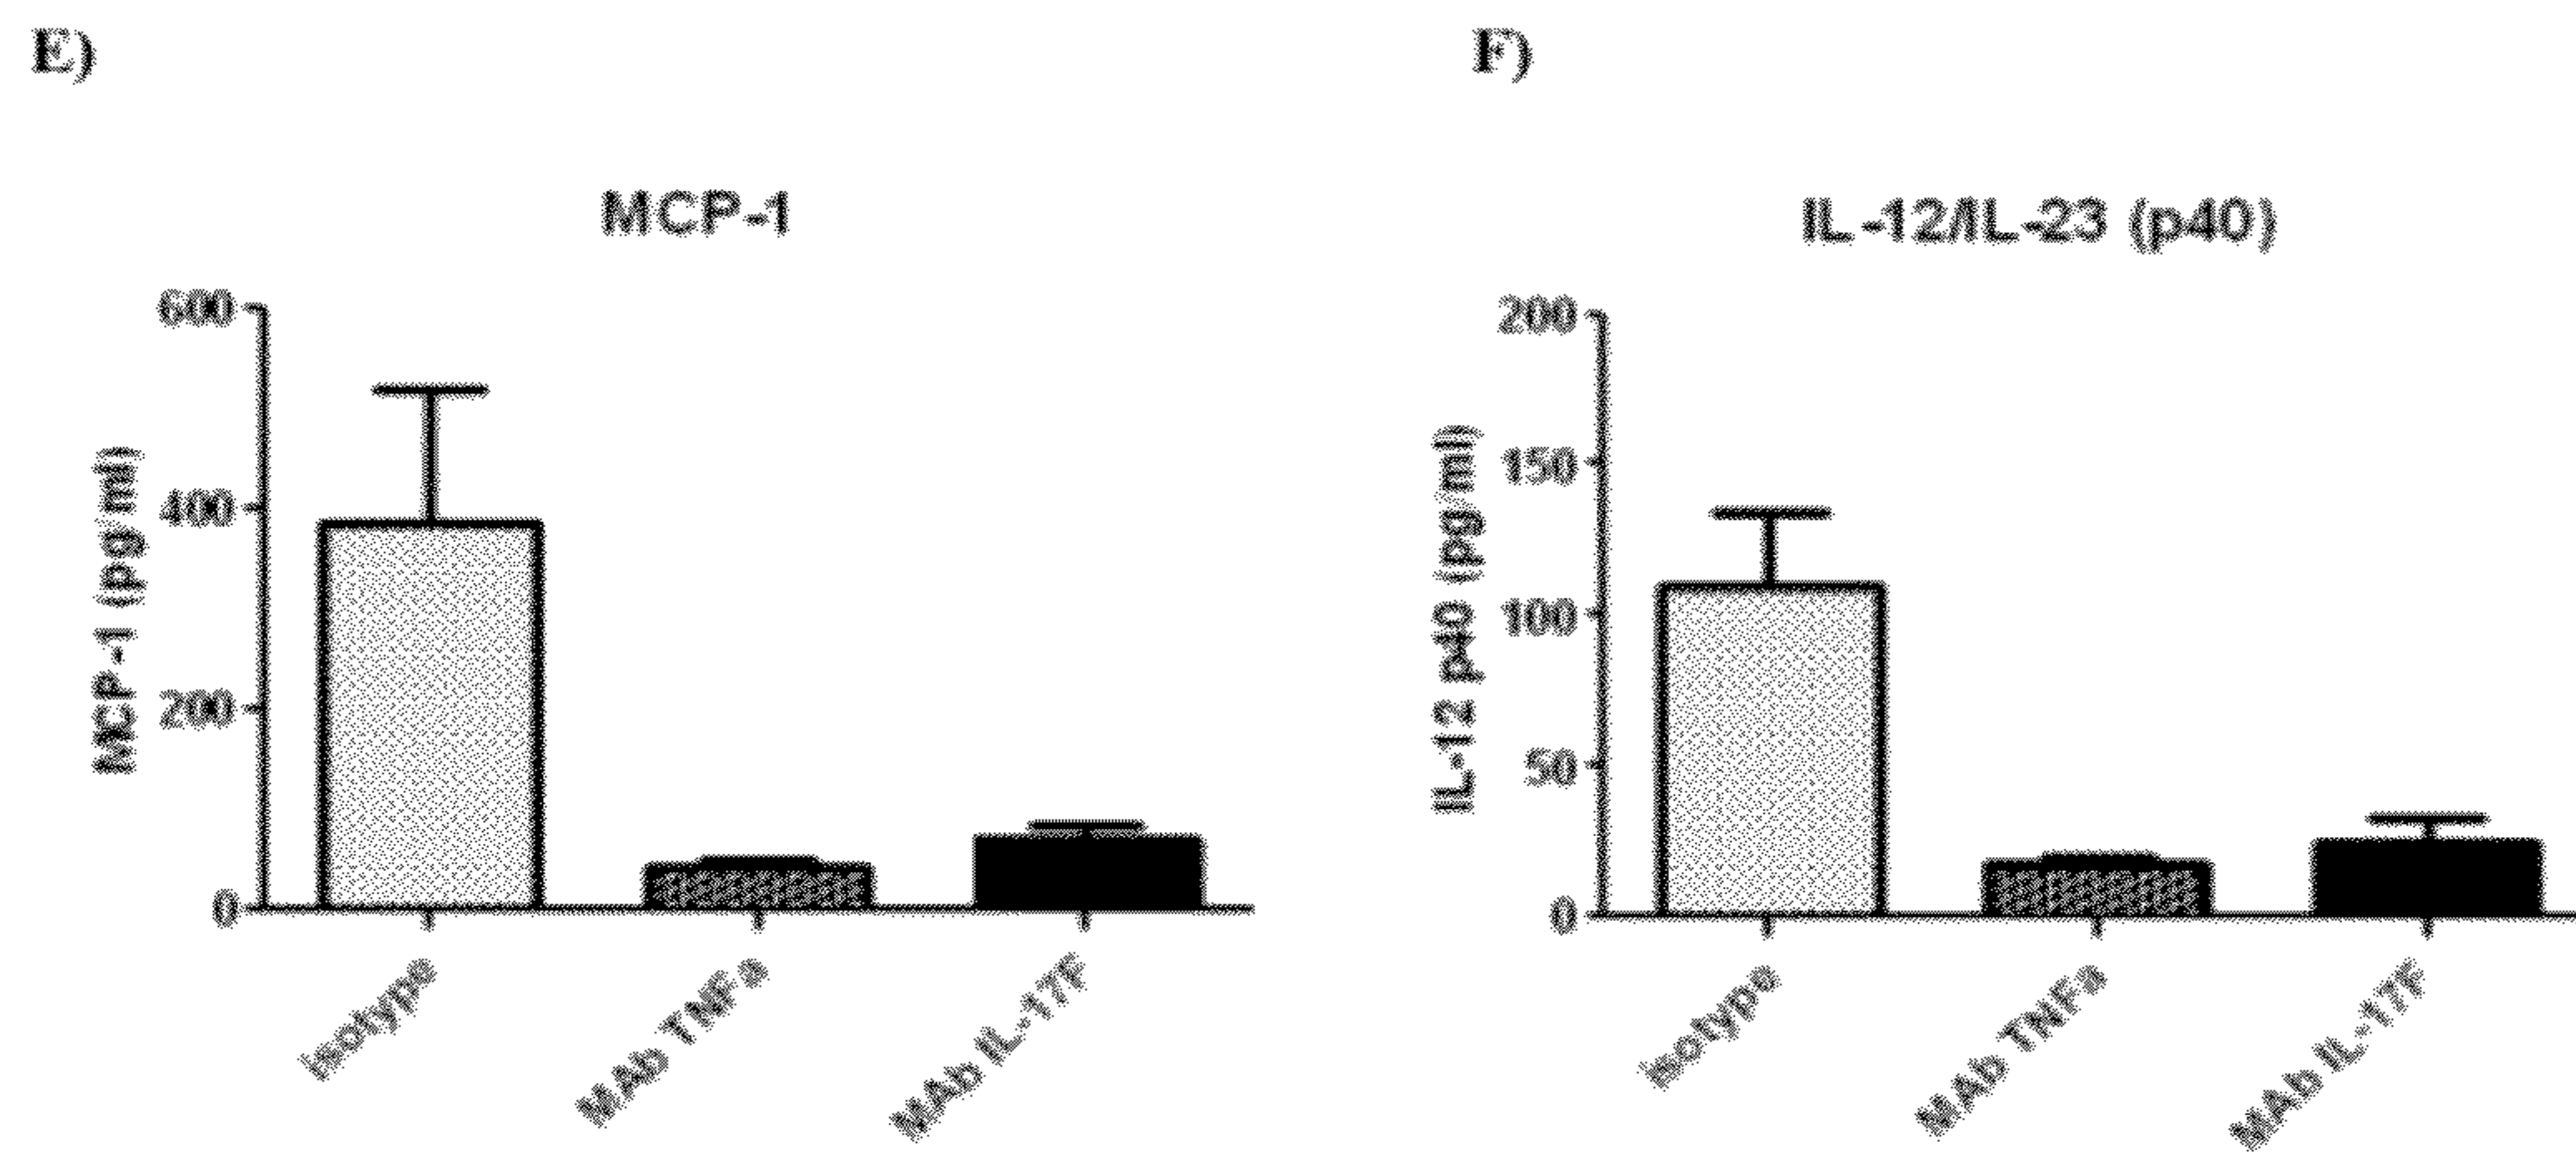 E)
MCP-1
MCP-1 (pg/ml)
600
400
200
0
isotype
MAb TNFa
MAb IL-17F
F)
IL-12/IL-23 (p40)
IL-12 p40 (pg/ml)
200
150
100
50
0
isotype
MAb TNFa
MAb IL-17F